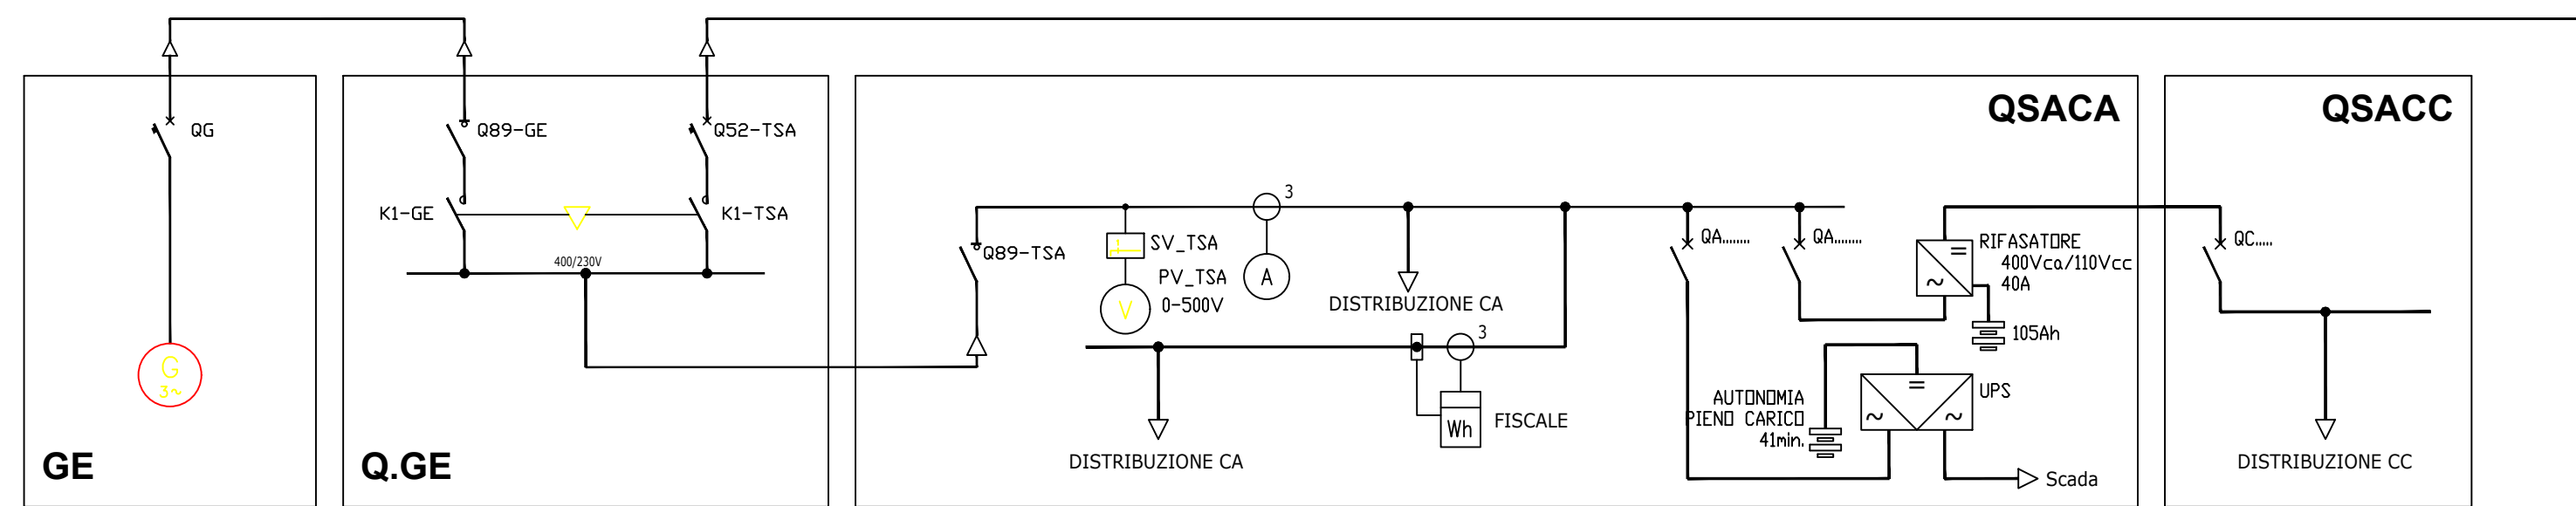 QSACA
QSACC
QG
Q89-GE
Q52-TSA
K1-GE
K1-TSA
400/230V
G
3~
GE
Q.GE
Q89-TSA
SV_TSA
PV_TSA
0-500V
V
3
A
DISTRIBUZIONE CA
3
Wh
FISCALE
DISTRIBUZIONE CA
QA........
QA........
RIFASATORE
400Vca/110Vcc
40A
105Ah
AUTONOMIA
PIENO CARICO
41min.
UPS
Scada
QC.....
DISTRIBUZIONE CC